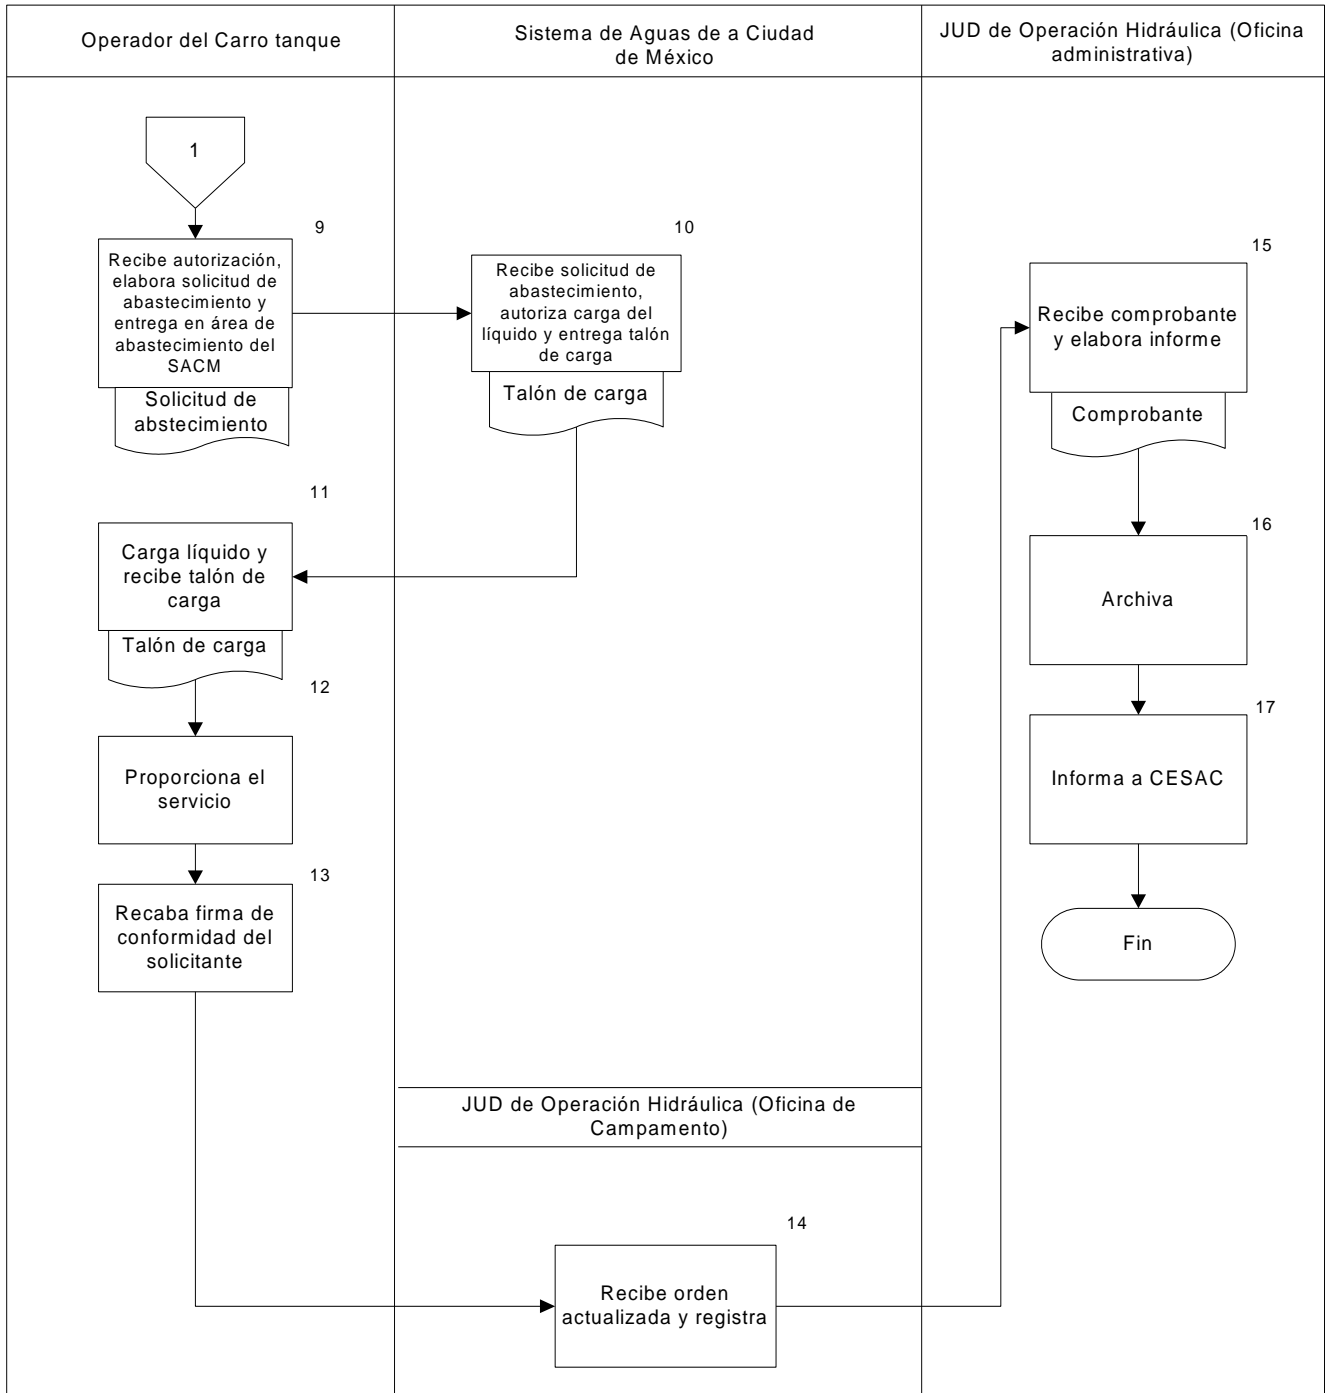 Operador del Carro tanque
Sistema de Aguas de a Ciudad
de México
JUD de Operación Hidráulica (Oficina
administrativa)
1
9
Recibe autorización,
elabora solicitud de
abastecimiento y
entrega en área de
abastecimiento del
SACM
Solicitud de
abstecimiento
10
Recibe solicitud de
abastecimiento,
autoriza carga del
líquido y entrega talón
de carga
Talón de carga
11
Carga líquido y
recibe talón de
carga
Talón de carga
12
Proporciona el
servicio
13
Recaba firma de
conformidad del
solicitante
JUD de Operación Hidráulica (Oficina de
Campamento)
14
Recibe orden
actualizada y registra
15
Recibe comprobante
y elabora informe
Comprobante
16
Archiva
17
Informa a CESAC
Fin